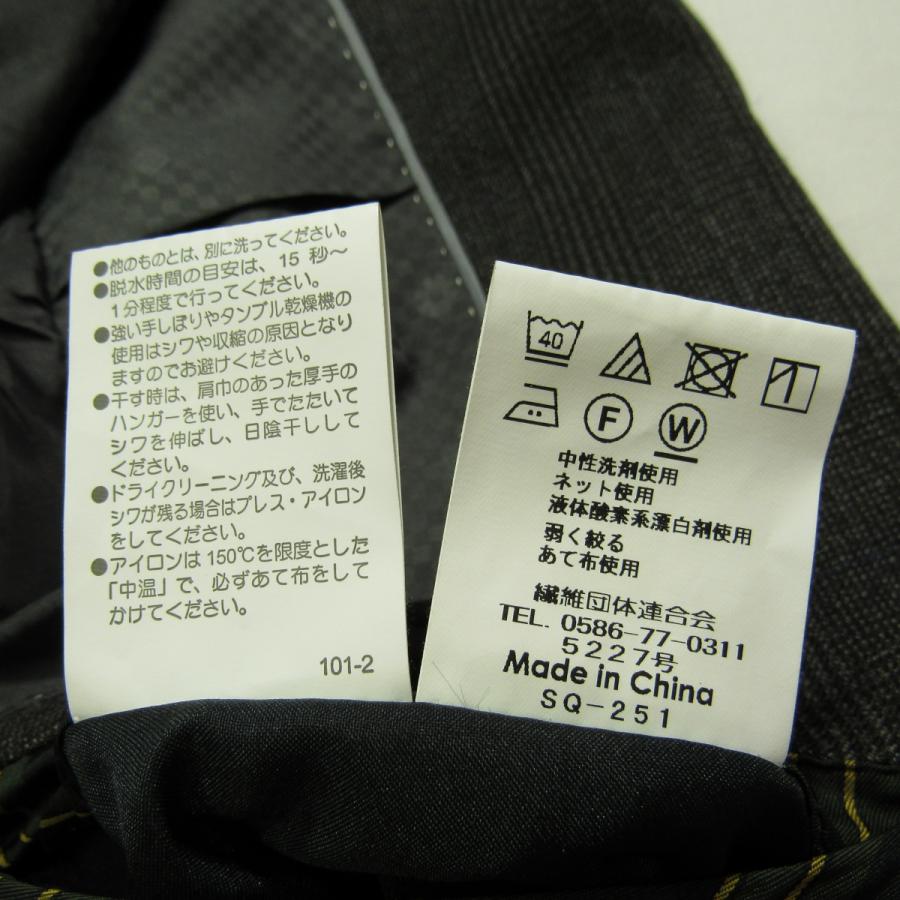 ●他のものとは、別に洗ってください。
●脱水時間の目安は、15 秒～
1分程度で行ってください。
●強い手しぼりやタンブル乾燥機の
使用はシワや収縮の原因となり
ますのでお避けください。
●干す時は、肩巾のあった厚手の
ハンガーを使い、手でたたいて
シワを伸ばし、日陰干しして
ください。
●ドライクリーニング及び、洗濯後
シワが残る場合はプレス・アイロン
をしてください。
●アイロンは150℃を限度とした
「中温」で、必ずあて布をして
かけてください。
101-2
40
F
W
中性洗剤使用
ネット使用
液体酸素系漂白剤使用
弱く絞る
あて布使用
繊維団体連合会
TEL. 0586-77-0311
5227号
Made in China
SQ-251